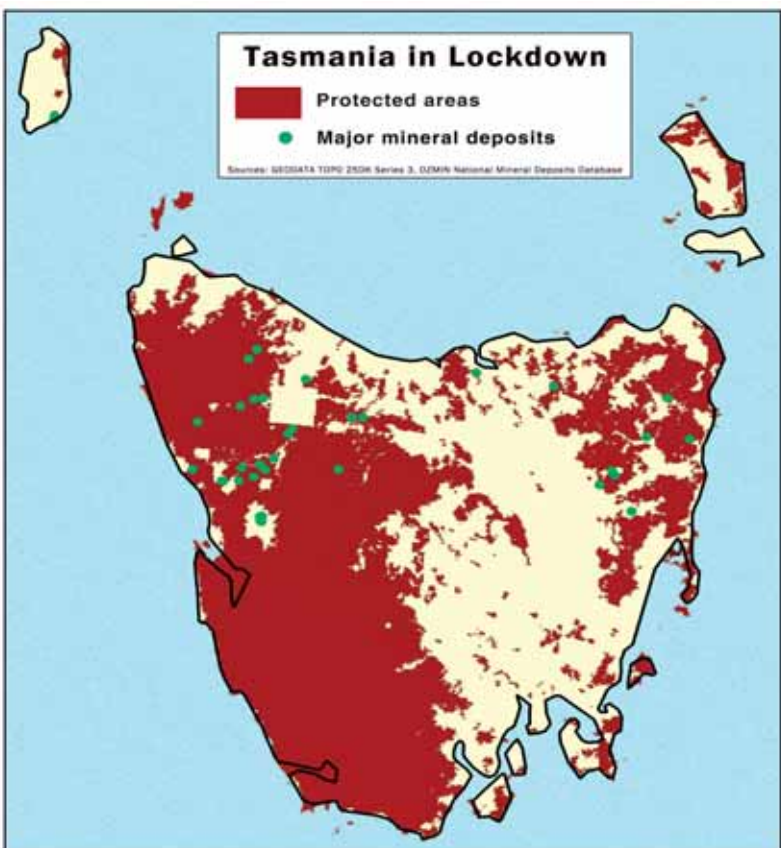 Tasmania in Lockdown
Protected areas
Major mineral deposits
Sources: GEODATA TOPO 250K Series 3, OZMIN National Mineral Deposits Database